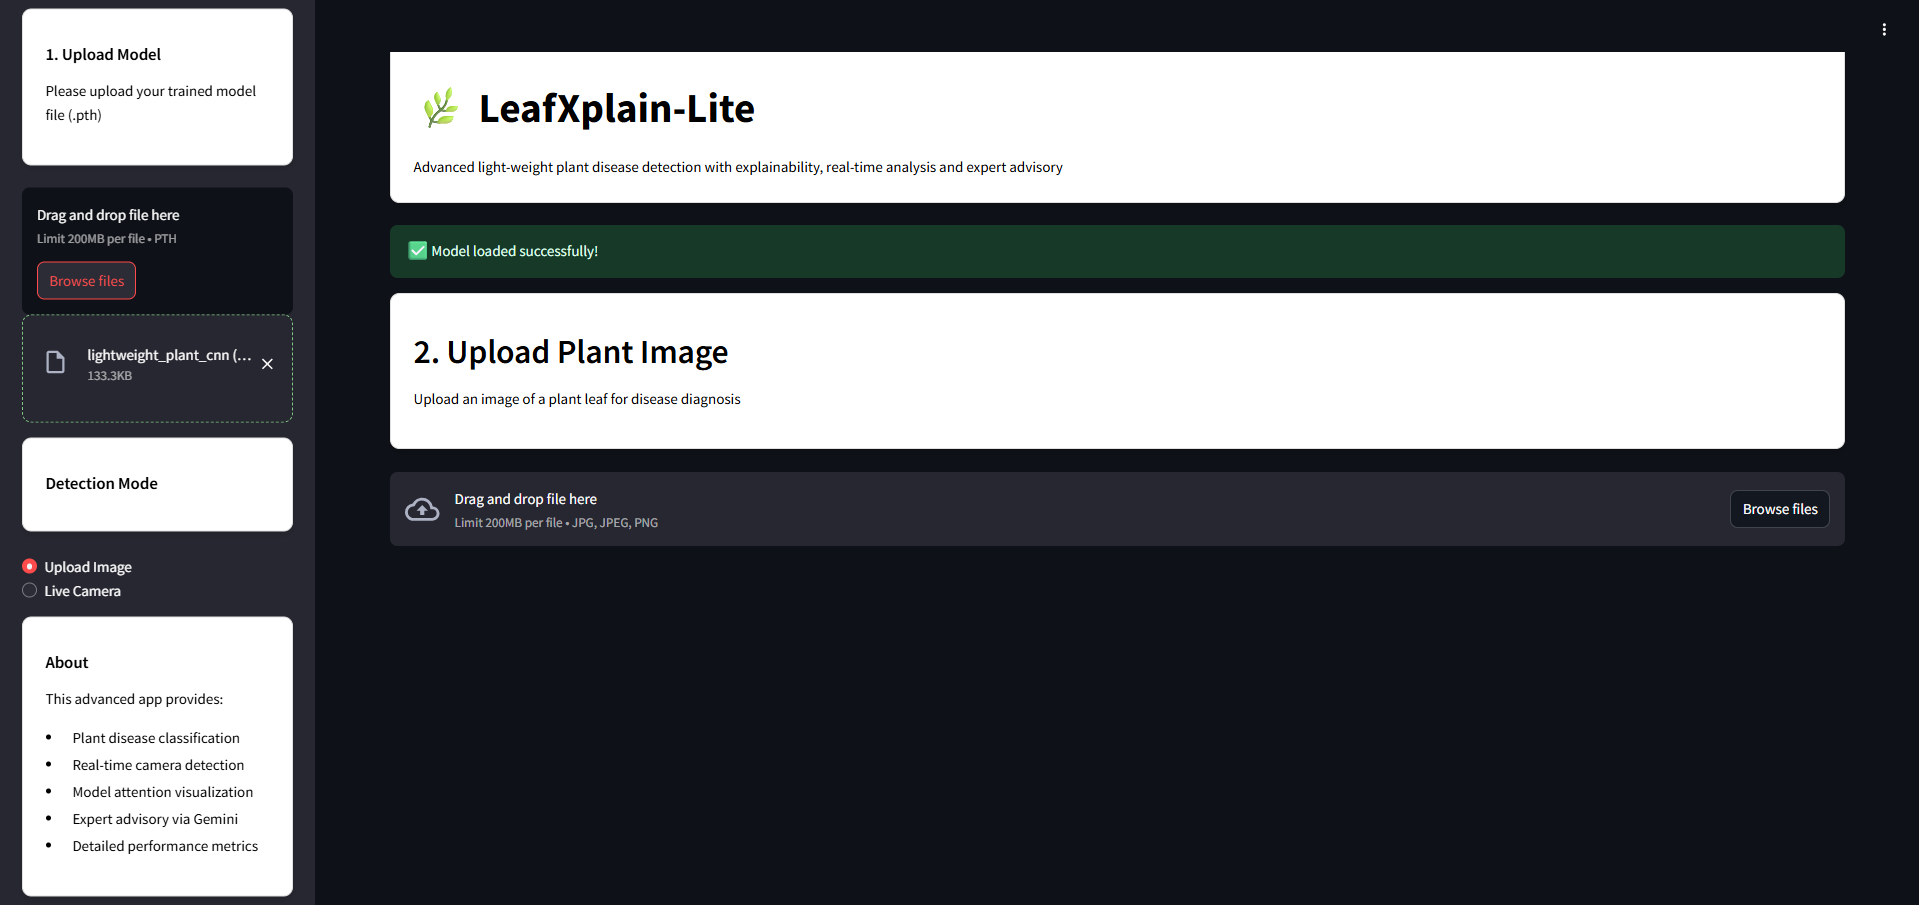 1. Upload Model
Please upload your trained model
file (.pth)
Drag and drop file here
Limit 200MB per file • PTH
Browse files
lightweight_plant_cnn (...
133.3KB
Detection Mode
Upload Image
Live Camera
About
This advanced app provides:
• Plant disease classification
• Real-time camera detection
• Model attention visualization
• Expert advisory via Gemini
• Detailed performance metrics
LeafXplain-Lite
Advanced light-weight plant disease detection with explainability, real-time analysis and expert advisory
Model loaded successfully!
2. Upload Plant Image
Upload an image of a plant leaf for disease diagnosis
Drag and drop file here
Limit 200MB per file • JPG, JPEG, PNG
Browse files